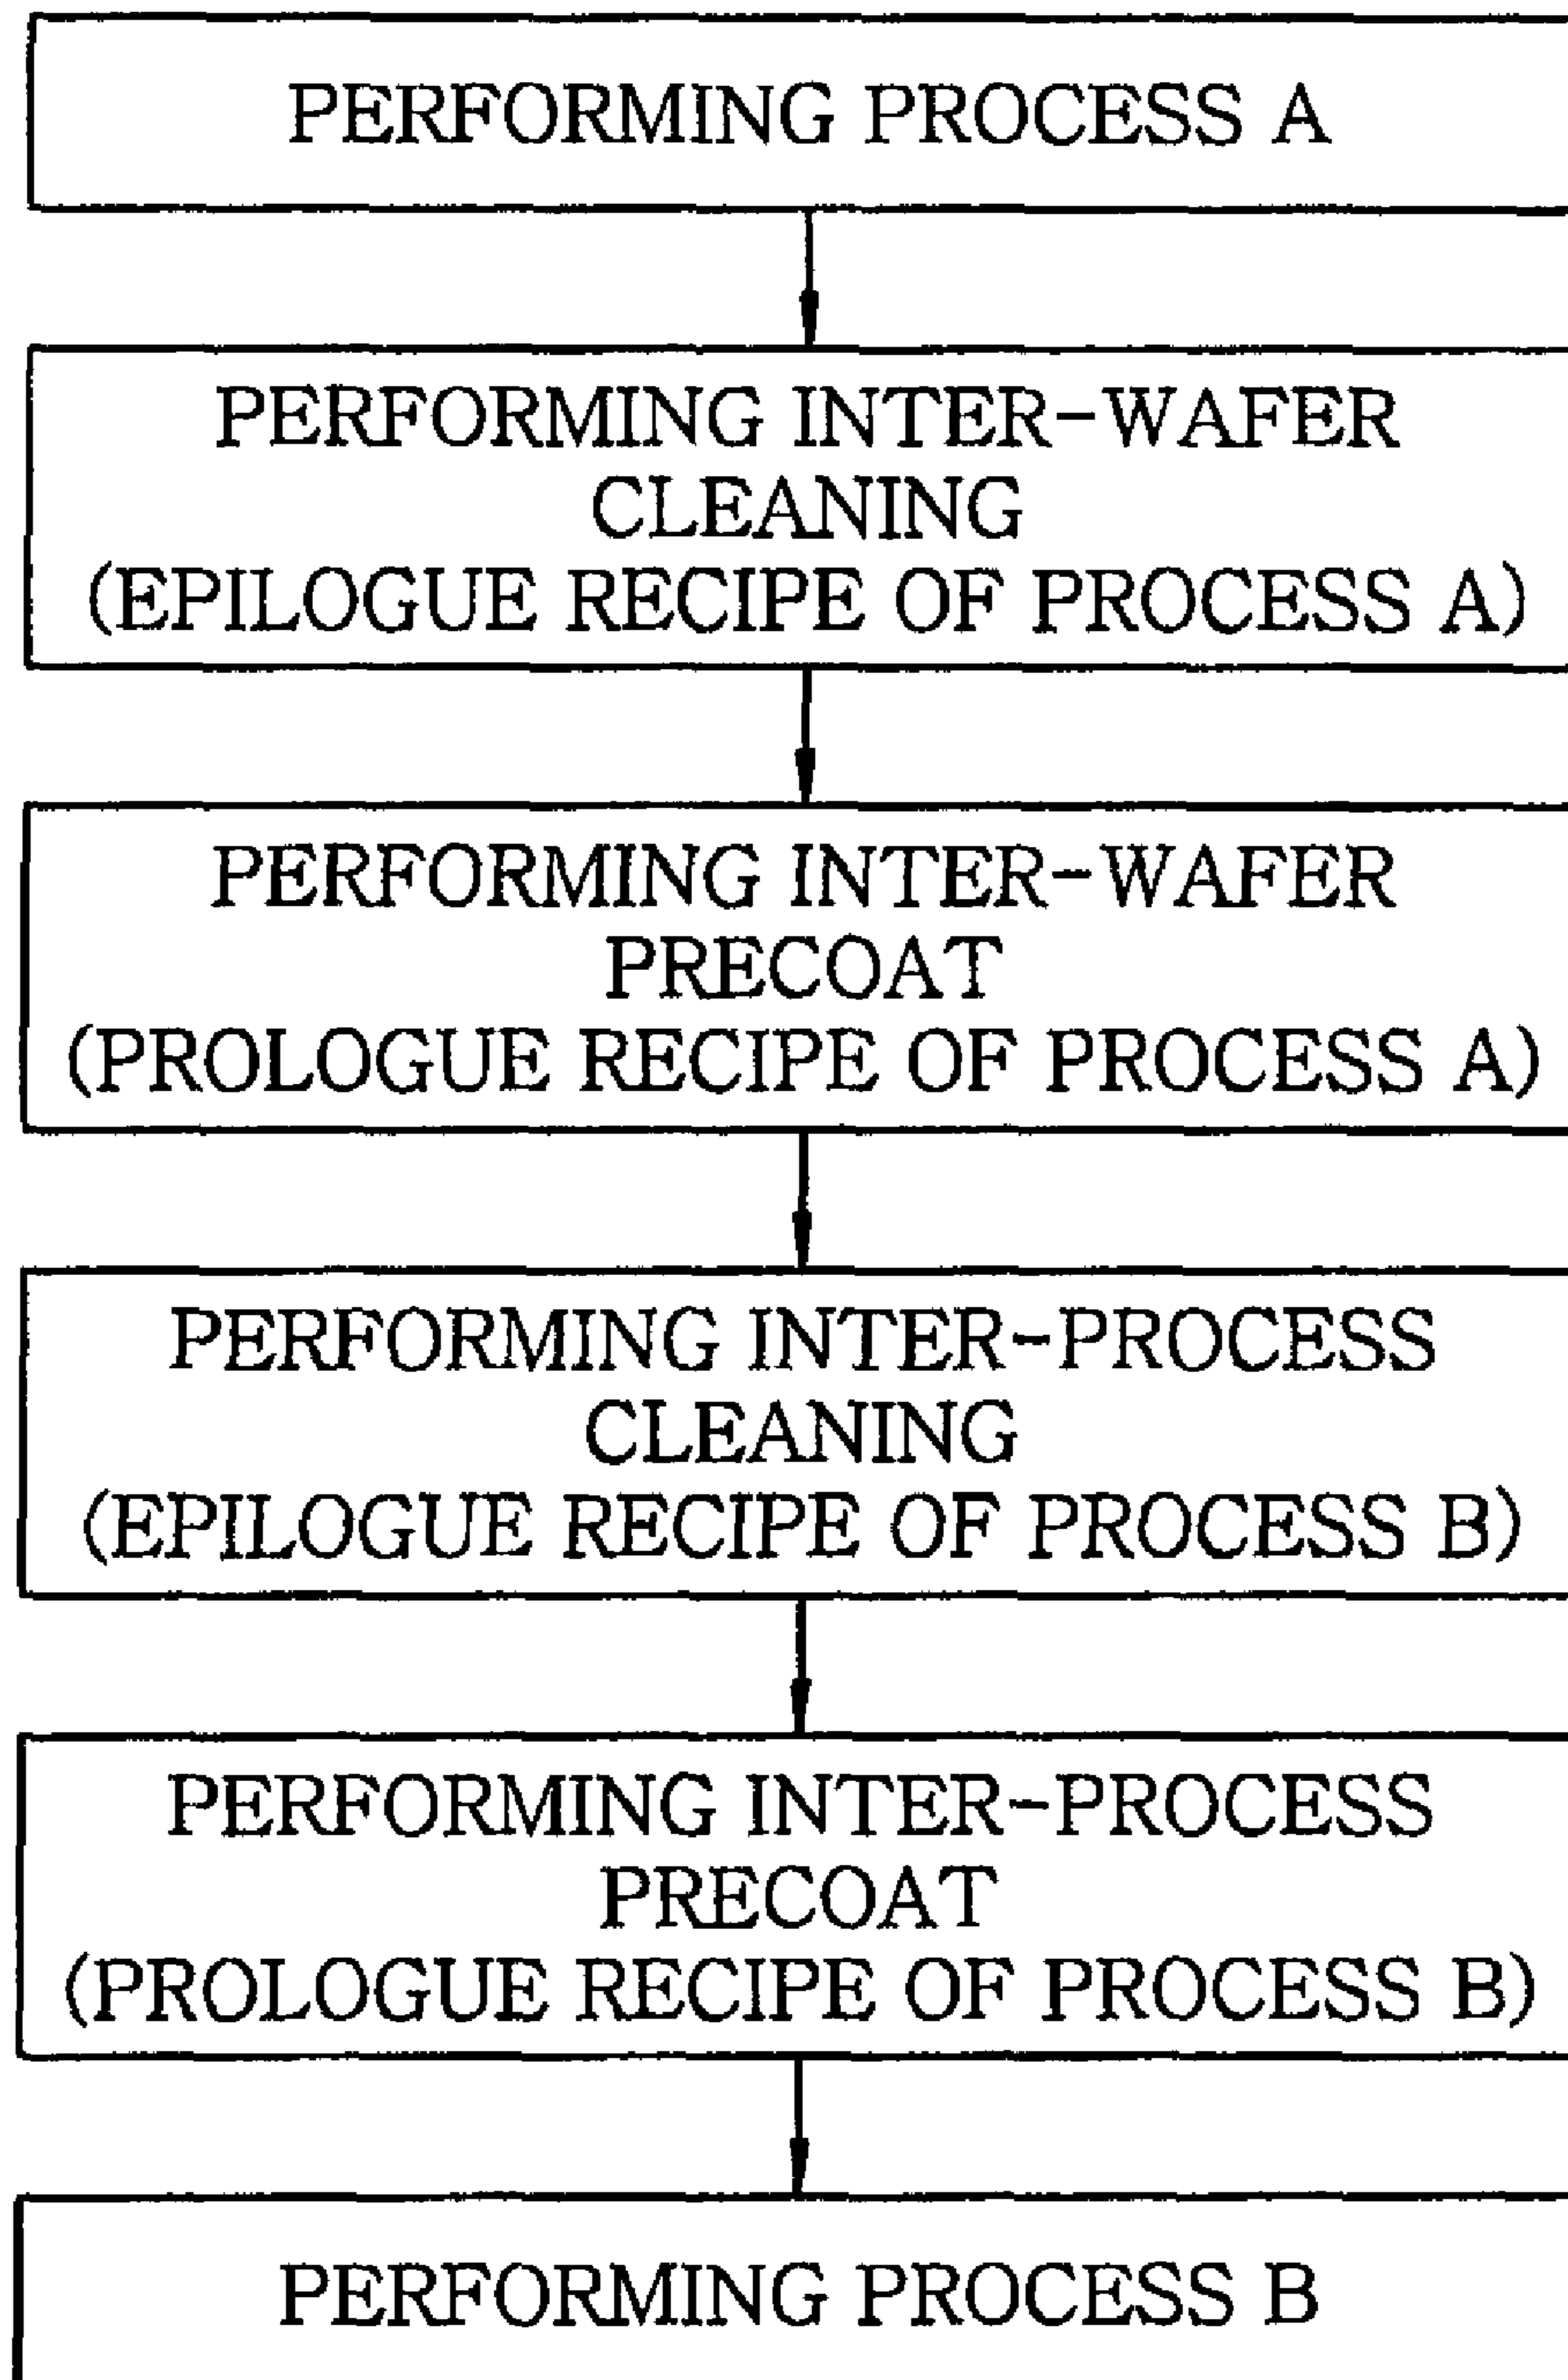 PERFORMING PROCESS A
PERFORMING INTER-WAFER
CLEANING
(EPILOGUE RECIPE OF PROCESS A)
PERFORMING INTER-WAFER
PRECOAT
(PROLOGUE RECIPE OF PROCESS A)
PERFORMING INTER-PROCESS
CLEANING
(EPILOGUE RECIPE OF PROCESS B)
PERFORMING INTER-PROCESS
PRECOAT
(PROLOGUE RECIPE OF PROCESS B)
PERFORMING PROCESS B